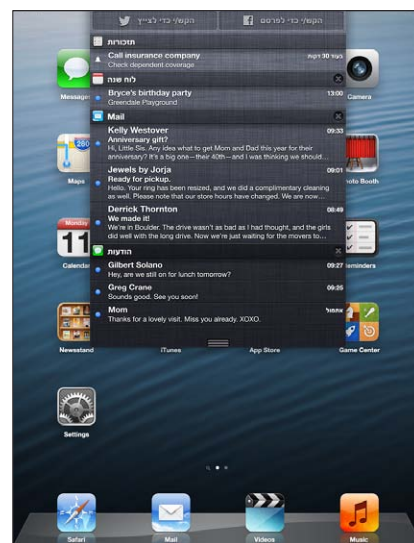 הקש/י כדי לפרסם
הקש/י כדי לצייץ
תזכורות
Call insurance company
בעוד 30 דקות
Check dependent coverage
לוח שנה
Bryce's birthday party 13:00
Greendale Playground
Mail
Kelly Westover 09:33
Anniversary gift?
Hi, Little Sis. Any idea what to get Mom and Dad this year for their
anniversary? It's a big one—their 40th—and I was thinking we should...
Jewels by Jorja 09:01
Ready for pickup.
Hello. Your ring has been resized, and we did a complimentary cleaning
as well. Please note that our store hours have changed. We are now...
Derrick Thornton 08:49
We made it!
We're in Boulder. The drive wasn't as bad as I had thought, and the girls
did well with the long drive. Now we're just waiting for the movers to...
הודעות
Gilbert Solano 09:27
Hey, are we still on for lunch tomorrow?
Greg Crane 09:25
Sounds good. See you soon!
Mom אתמול
Thanks for a lovely visit. Miss you already. XOXO.
Messages
Camera
280
Maps
Photo Booth
Monday
11
Calendar
Reminders
Newsstand
iTunes
App Store
Game Center
Settings
Safari
Mail
Videos
Music